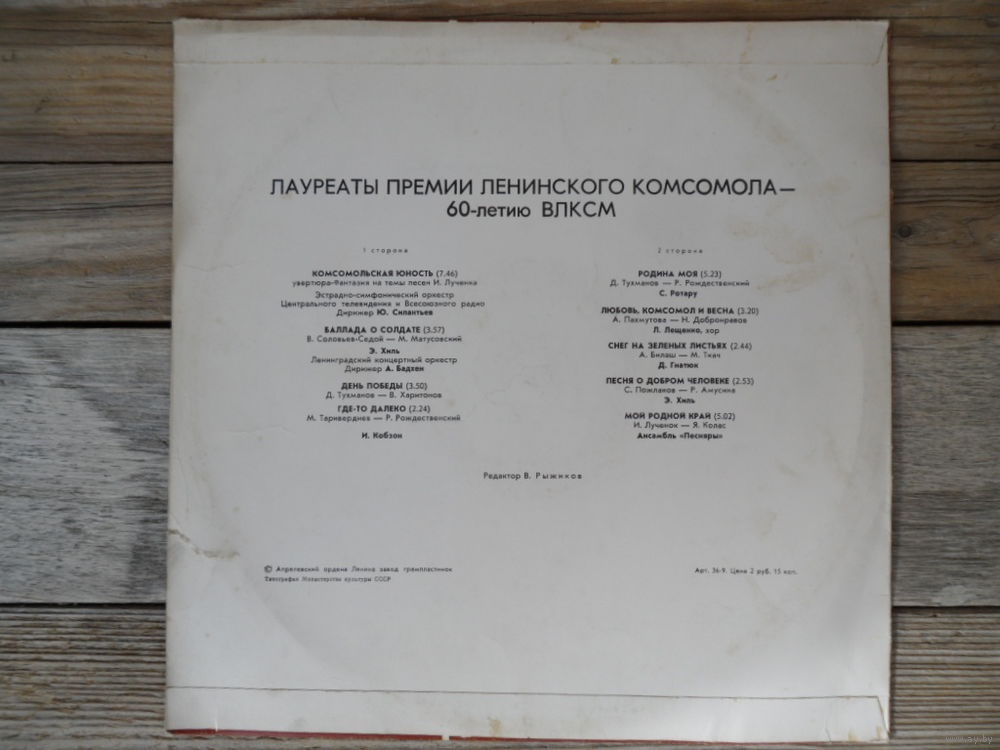 ЛАУРЕАТЫ ПРЕМИИ ЛЕНИНСКОГО КОМСОМОЛА—
60-летию ВЛКСМ
1 сторона
КОМСОМОЛЬСКАЯ ЮНОСТЬ (7.46)
увертюра-фантазия на темы песен И. Лученка
Эстрадно-симфонический оркестр
Центрального телевидения и Всесоюзного радио
Дирижер Ю. Силантьев
БАЛЛАДА О СОЛДАТЕ (3.57)
В. Соловьев-Седой — М. Матусовский
Э. Хиль
Ленинградский концертный оркестр
Дирижер А. Бадхен
ДЕНЬ ПОБЕДЫ (3.50)
Д. Тухманов — В. Харитонов
ГДЕ-ТО ДАЛЕКО (2.24)
М. Таривердиев — Р. Рождественский
И. Кобзон
2 сторона
РОДИНА МОЯ (5.23)
Д. Тухманов — Р. Рождественский
С. Ротару
ЛЮБОВЬ, КОМСОМОЛ И ВЕСНА (3.20)
А. Пахмутова — Н. Добронравов
Л. Лещенко, хор
СНЕГ НА ЗЕЛЕНЫХ ЛИСТЬЯХ (2.44)
А. Билаш — М. Ткач
Д. Гнатюк
ПЕСНЯ О ДОБРОМ ЧЕЛОВЕКЕ (2.53)
С. Пожлаков — Р. Амусина
Э. Хиль
МОЙ РОДНОЙ КРАЙ (5.02)
И. Лученок — Я. Колас
Ансамбль «Песняры»
Редактор В. Рыжиков
© Апрелевский ордена Ленина завод грампластинок
Типография Министерства культуры СССР
Арт. 36-9. Цена 2 руб. 15 коп.
www.ay.by